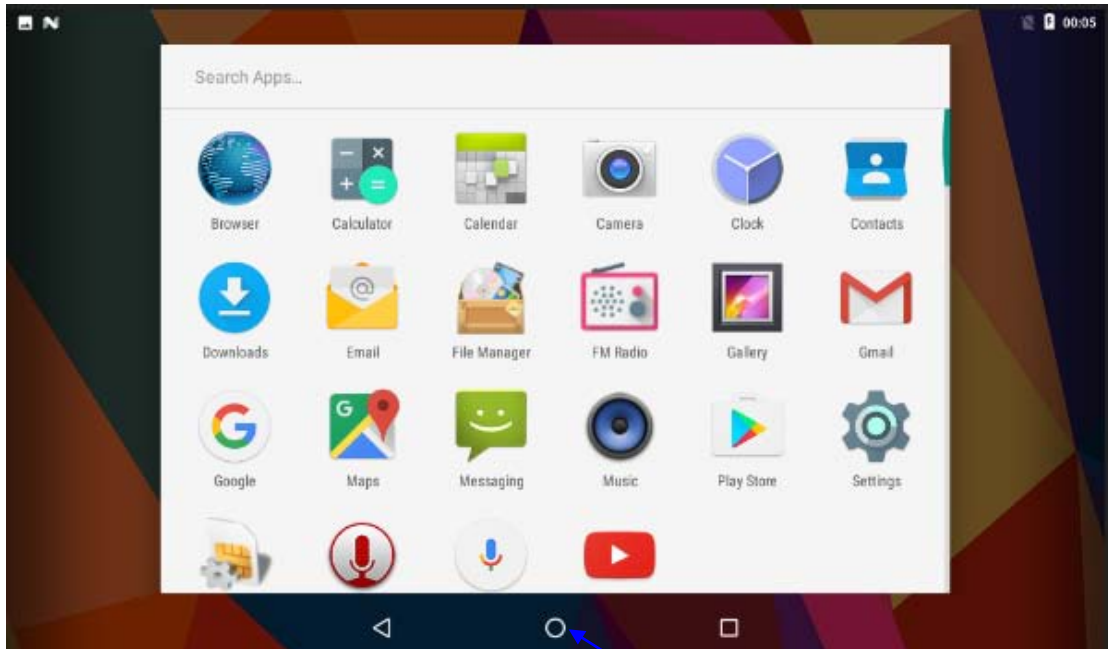 00:05
Search Apps...
Browser Calculator Calendar Camera Clock Contacts
Downloads Email File Manager FM Radio Gallery Gmail
Google Maps Messaging Music Play Store Settings